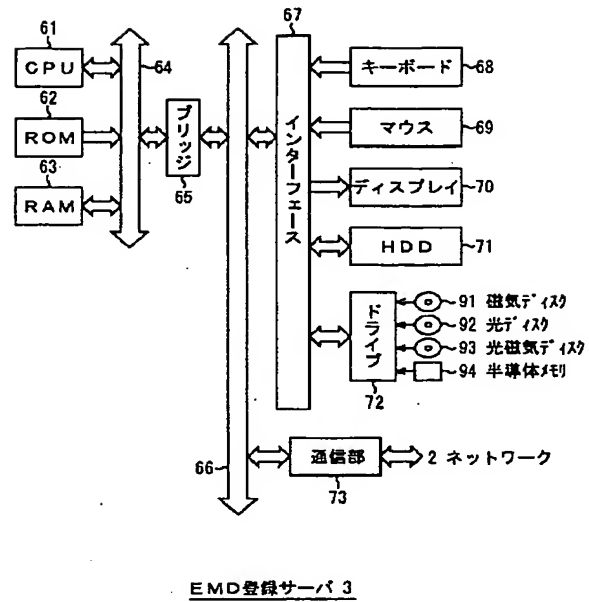 61
CPU
64
62
ROM
63
RAM
ブリッジ
65
66
67
インターフェース
キーボード 68
マウス 69
ディスプレイ 70
HDD 71
ドライブ
72
91 磁気ディスク
92 光ディスク
93 光磁気ディスク
94 半導体メモリ
通信部
73
2 ネットワーク
EMD登録サーバ 3